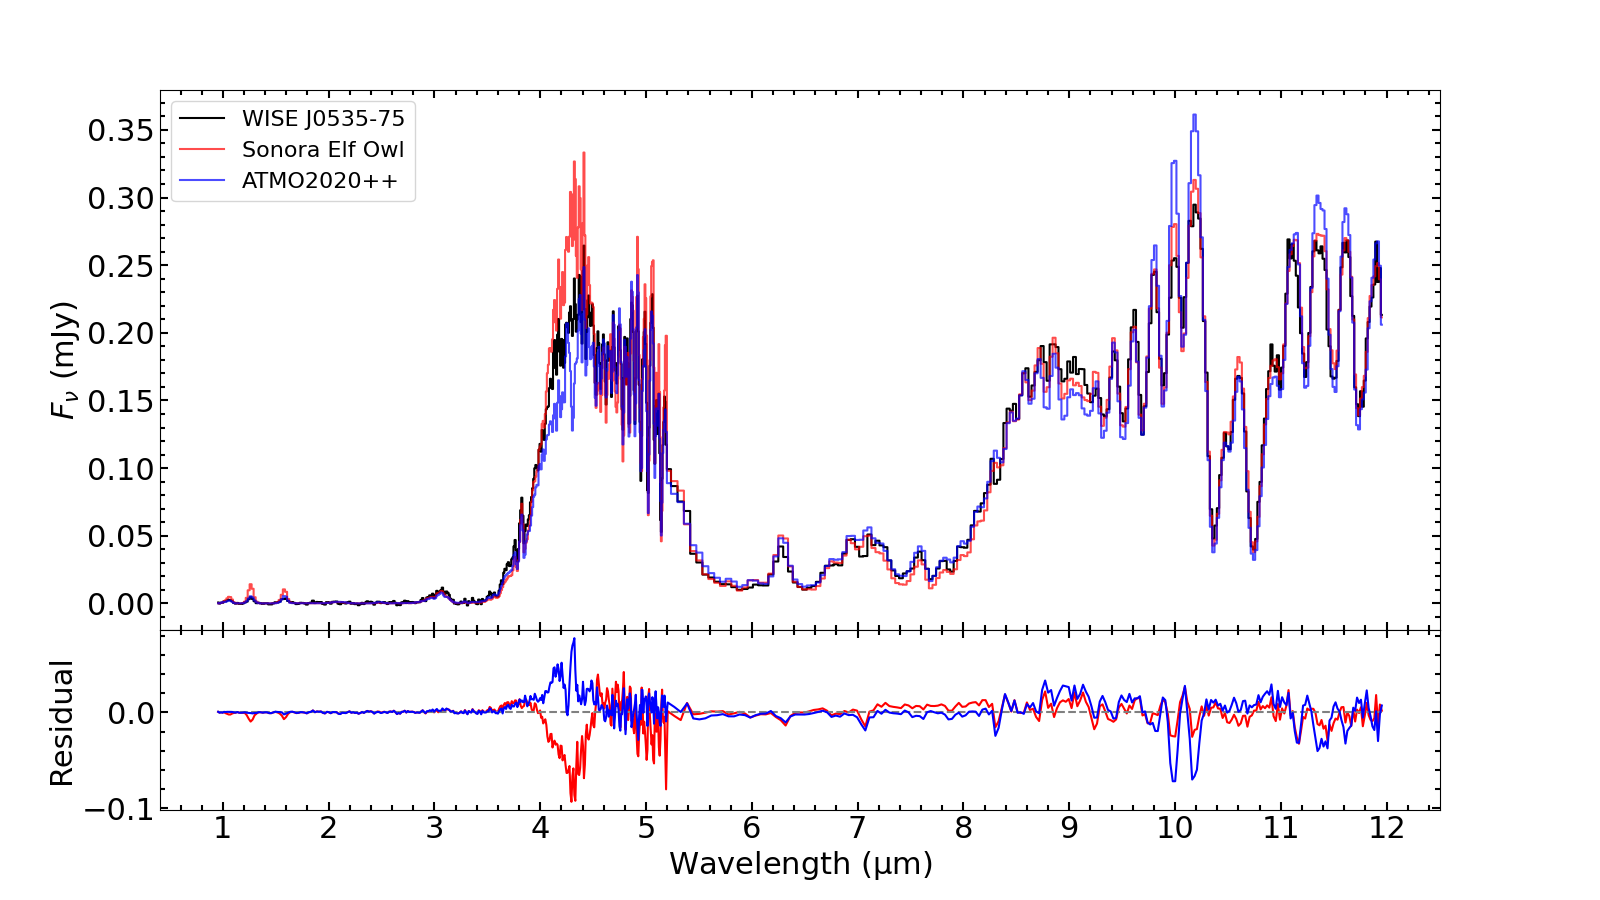 WISE J0535-75
Sonora Elf Owl
ATMO2020++
0.35
0.30
0.25
0.20
0.15
0.10
0.05
0.00
Fν (mJy)
0.0
−0.1
Residual
1 2 3 4 5 6 7 8 9 10 11 12
Wavelength (μm)